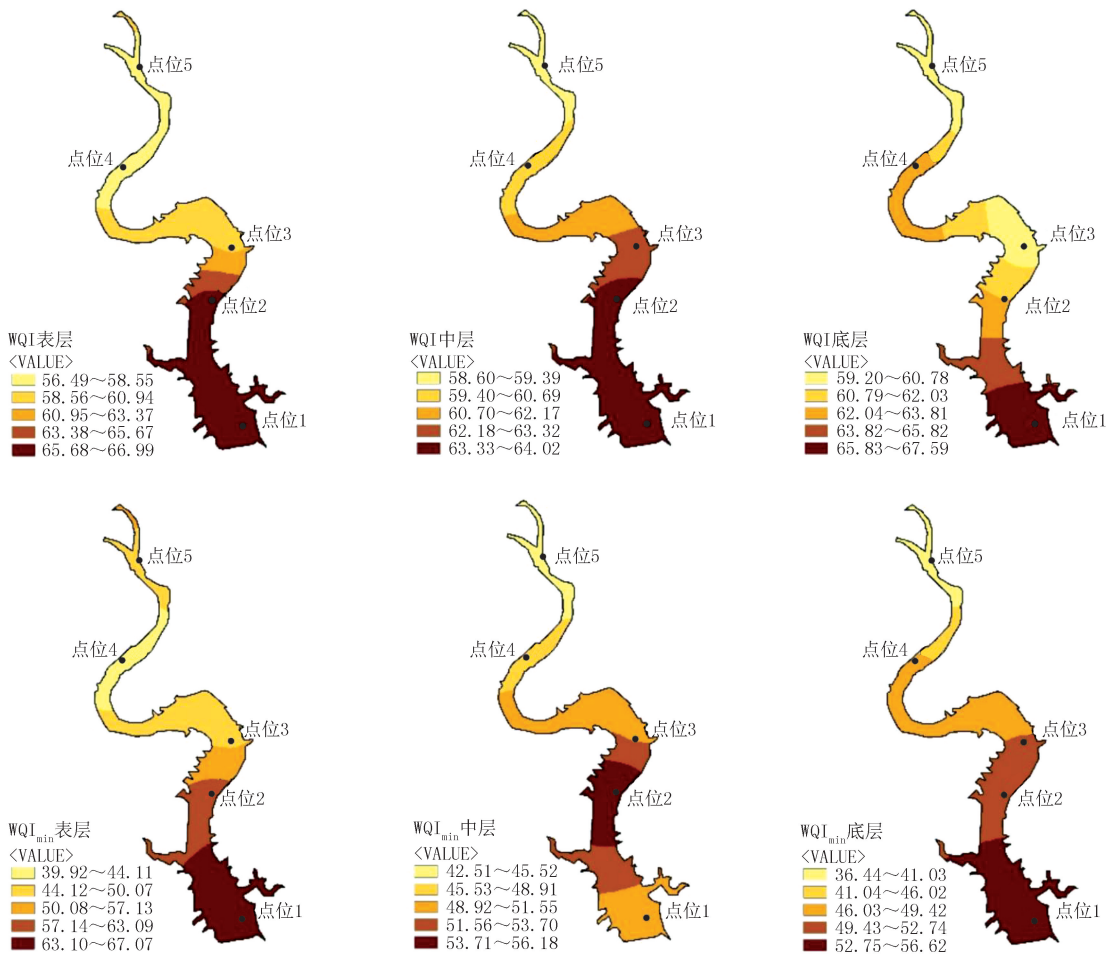 点位5
点位4
点位3
点位2
点位1
WQI表层
<VALUE>
56.49～58.55
58.56～60.94
60.95～63.37
63.38～65.67
65.68～66.99
点位5
点位4
点位3
点位2
点位1
WQI中层
<VALUE>
58.60～59.39
59.40～60.69
60.70～62.17
62.18～63.32
63.33～64.02
点位5
点位4
点位3
点位2
点位1
WQI底层
<VALUE>
59.20～60.78
60.79～62.03
62.04～63.81
63.82～65.82
65.83～67.59
点位5
点位4
点位3
点位2
点位1
WQImin表层
<VALUE>
39.92～44.11
44.12～50.07
50.08～57.13
57.14～63.09
63.10～67.07
点位5
点位4
点位3
点位2
点位1
WQImin中层
<VALUE>
42.51～45.52
45.53～48.91
48.92～51.55
51.56～53.70
53.71～56.18
点位5
点位4
点位3
点位2
点位1
WQImin底层
<VALUE>
36.44～41.03
41.04～46.02
46.03～49.42
49.43～52.74
52.75～56.62